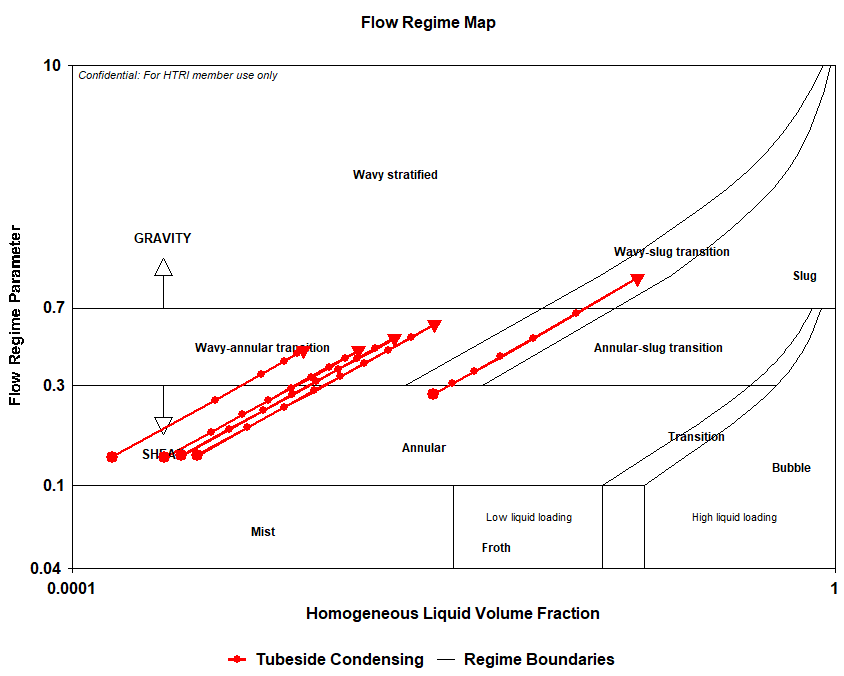 Flow Regime Map
10
Confidential: For HTRI member use only
Wavy stratified
GRAVITY
Wavy-slug transition
Slug
Flow Regime Parameter
0.7
Wavy-annular transition
Annular-slug transition
0.3
Annular
SHEA
Transition
Bubble
0.1
Low liquid loading
High liquid loading
Mist
Froth
0.04
0.0001
1
Homogeneous Liquid Volume Fraction
Tubeside Condensing
Regime Boundaries